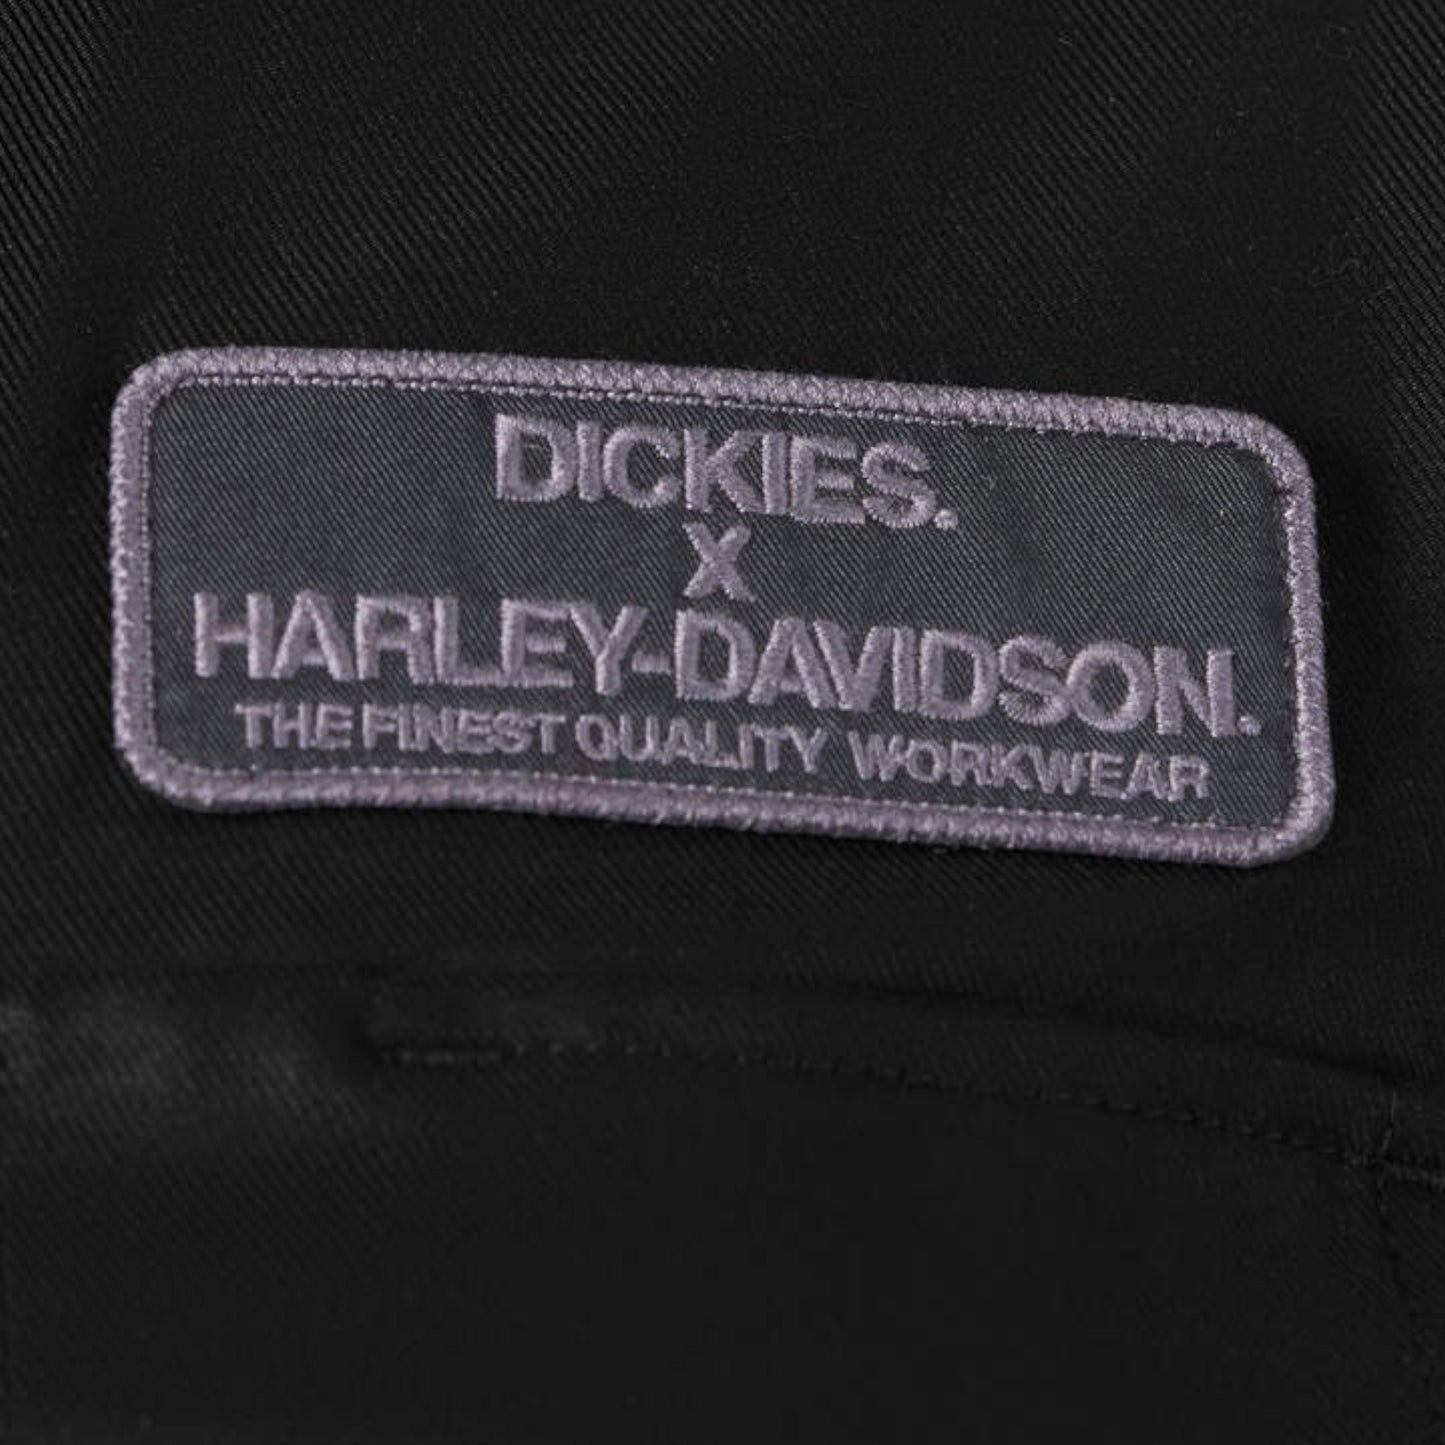 DICKIES.
X
HARLEY-DAVIDSON.
THE FINEST QUALITY WORKWEAR